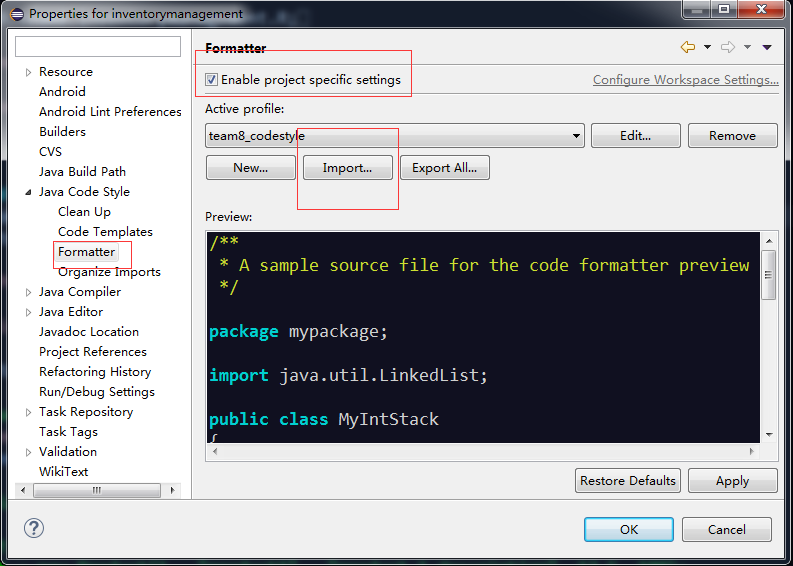 Properties for inventorymanagement
Resource
Android
Android Lint Preferences
Builders
CVS
Java Build Path
Java Code Style
Clean Up
Code Templates
Formatter
Organize Imports
Java Compiler
Java Editor
Javadoc Location
Project References
Refactoring History
Run/Debug Settings
Task Repository
Task Tags
Validation
WikiText
Formatter
Enable project specific settings
Configure Workspace Settings...
Active profile:
team8_codestyle
Edit...
Remove
New...
Import...
Export All...
Preview:
/**
* A sample source file for the code formatter preview
*/
package mypackage;
import java.util.LinkedList;
public class MyIntStack
{
Restore Defaults
Apply
?
OK
Cancel